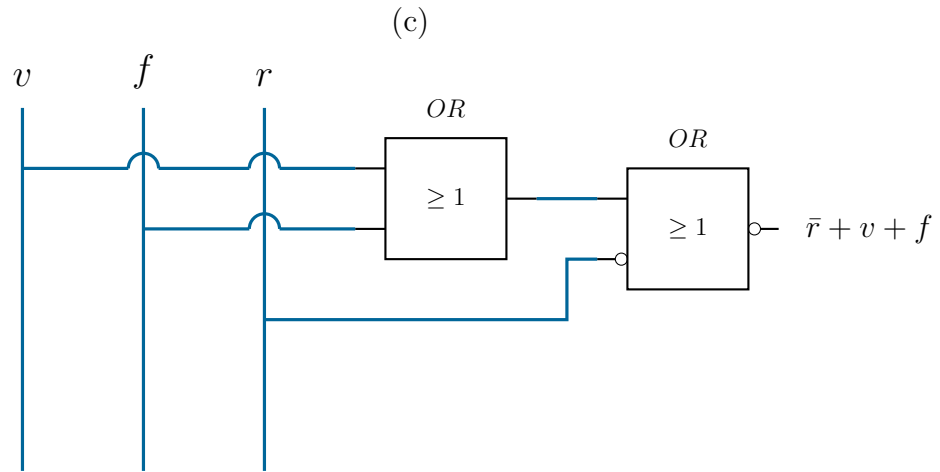 (c)
v f r
OR
OR
≥ 1
≥ 1
r̄ + v + f